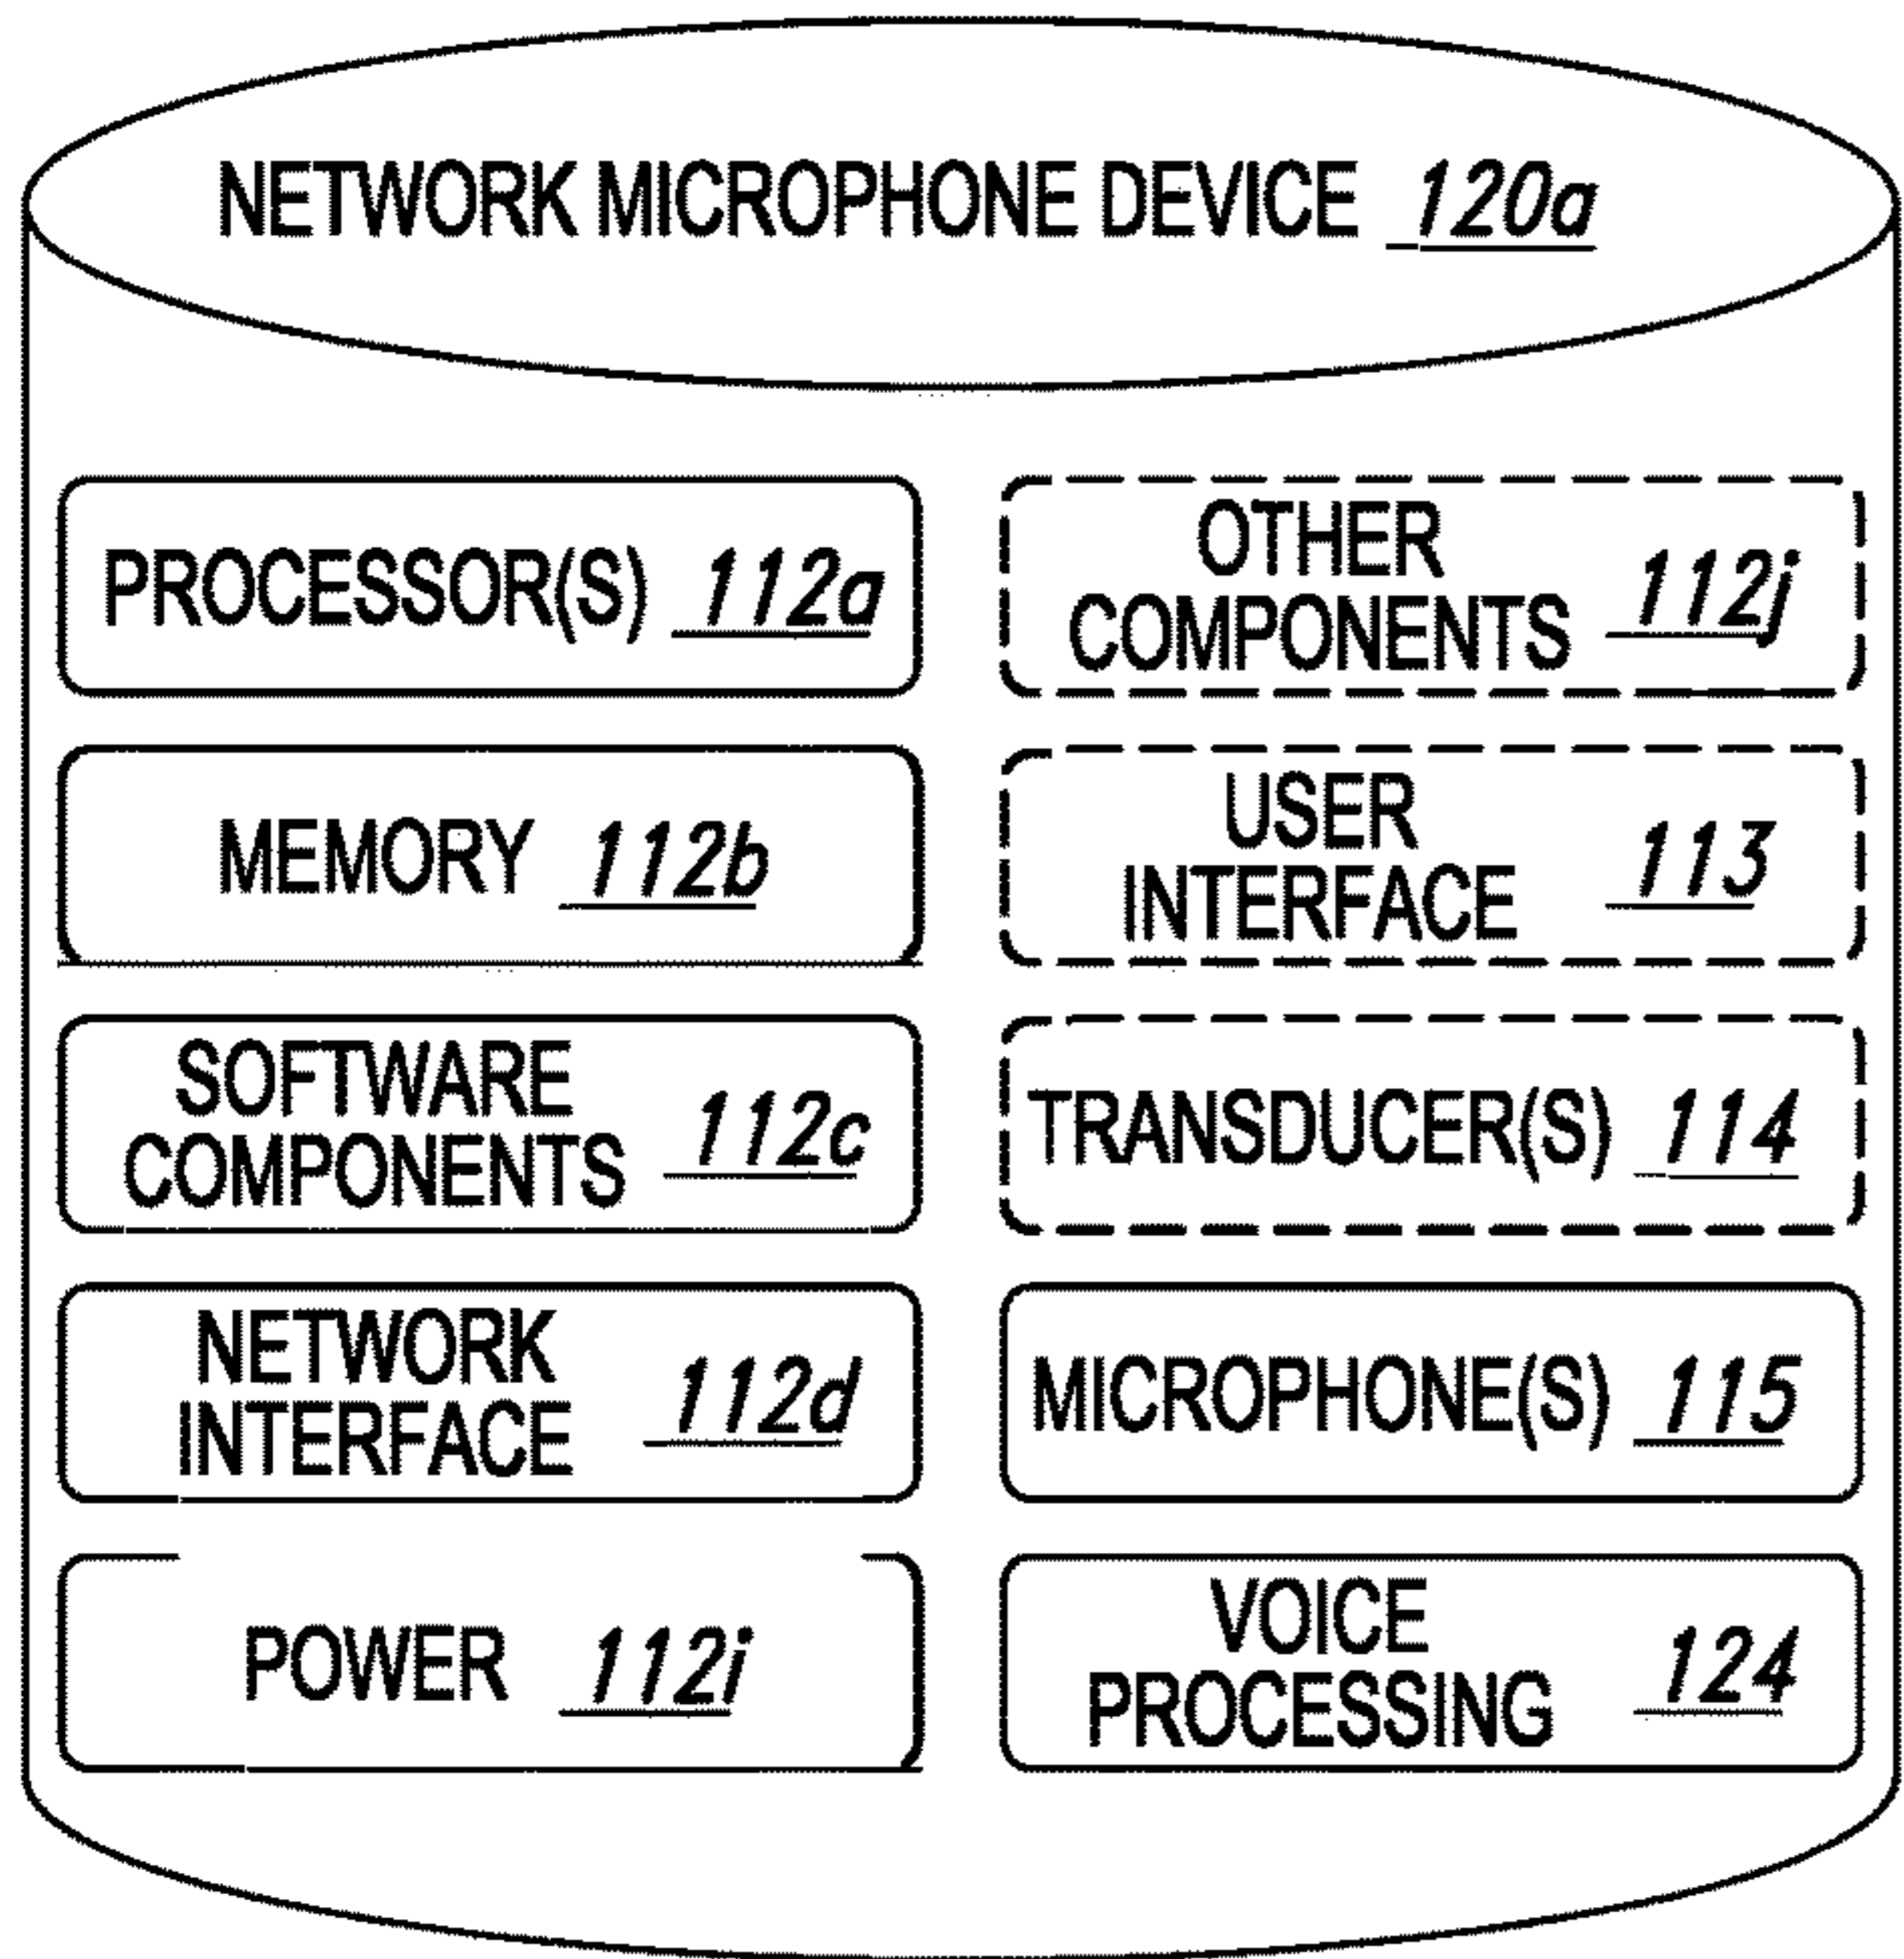 NETWORK MICROPHONE DEVICE 120a
PROCESSOR(S) 112a
MEMORY 112b
SOFTWARE
COMPONENTS 112c
NETWORK
INTERFACE 112d
POWER 112i
OTHER
COMPONENTS 112j
USER
INTERFACE 113
TRANSDUCER(S) 114
MICROPHONE(S) 115
VOICE
PROCESSING 124